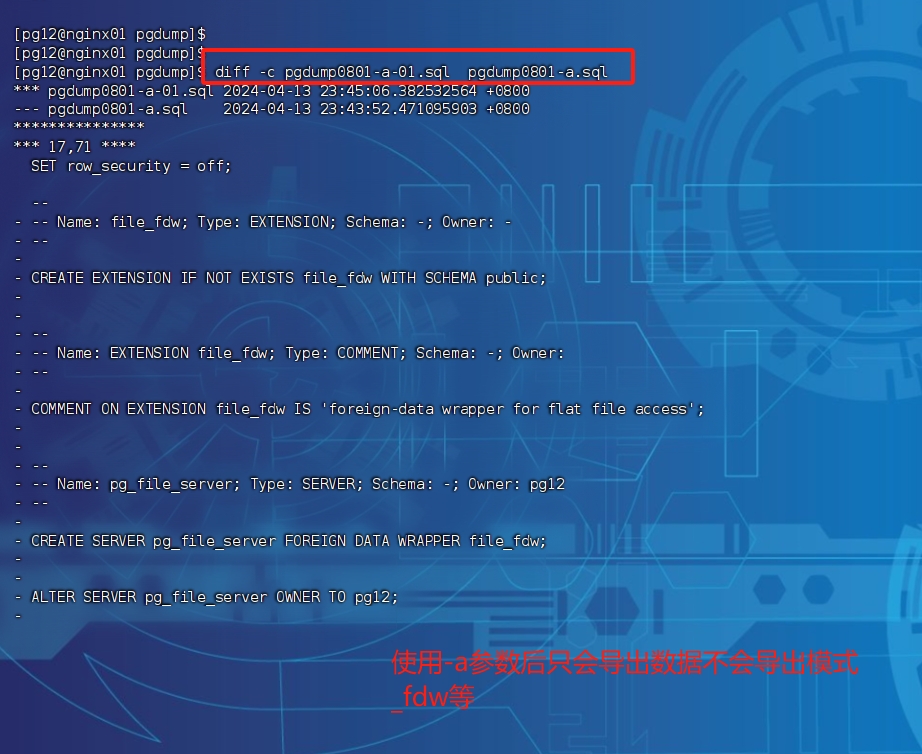 [pg12@nginx01 pgdump]$
[pg12@nginx01 pgdump]$
[pg12@nginx01 pgdump]$ diff -c pgdump0801-a-01.sql  pgdump0801-a.sql
*** pgdump0801-a-01.sql 2024-04-13 23:45:06.382532564 +0800
--- pgdump0801-a.sql    2024-04-13 23:43:52.471095903 +0800
***************
*** 17,71 ****
  SET row_security = off;
  --
- -- Name: file_fdw; Type: EXTENSION; Schema: -; Owner: -
- --
-
- CREATE EXTENSION IF NOT EXISTS file_fdw WITH SCHEMA public;
-
-
- --
- -- Name: EXTENSION file_fdw; Type: COMMENT; Schema: -; Owner:
- --
-
- COMMENT ON EXTENSION file_fdw IS 'foreign-data wrapper for flat file access';
-
-
- --
- -- Name: pg_file_server; Type: SERVER; Schema: -; Owner: pg12
- --
-
- CREATE SERVER pg_file_server FOREIGN DATA WRAPPER file_fdw;
-
-
- ALTER SERVER pg_file_server OWNER TO pg12;
-
使用-a参数后只会导出数据不会导出模式
_fdw等